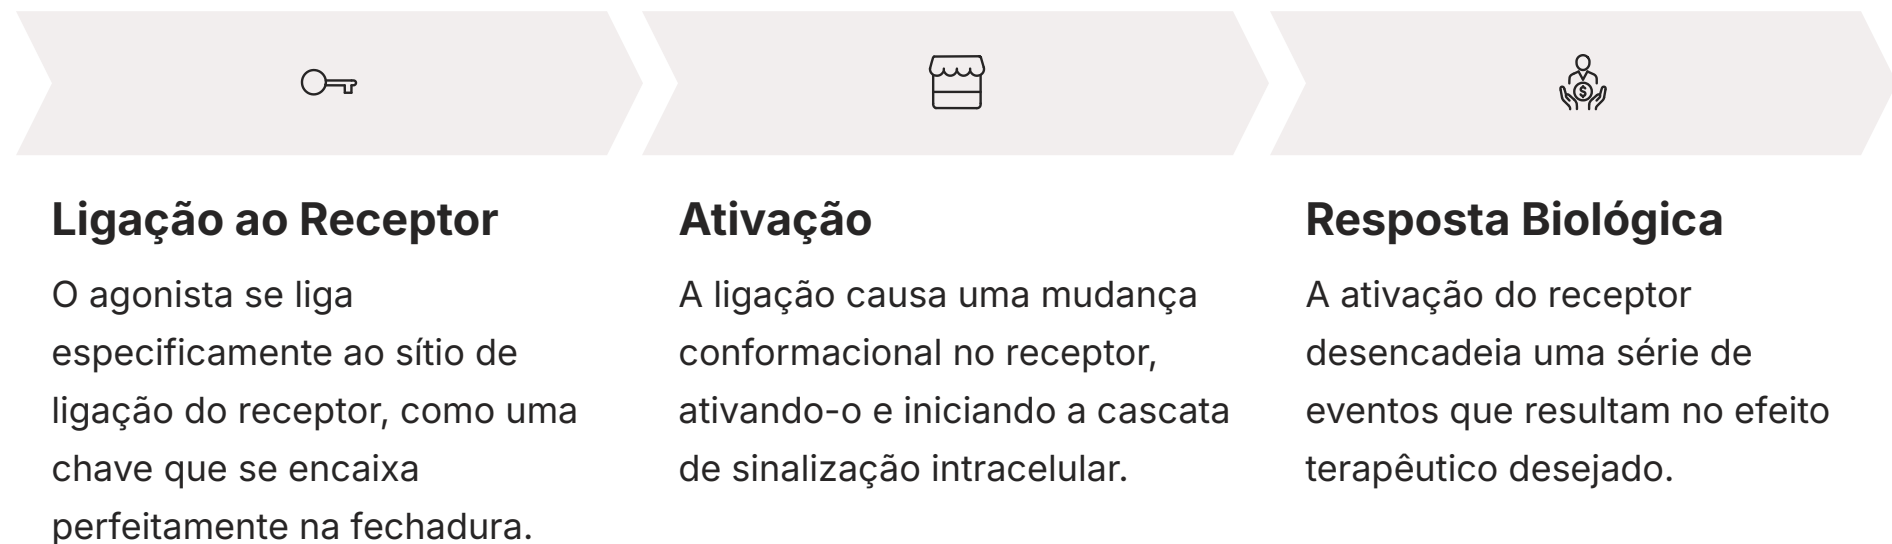 Ligação ao Receptor
O agonista se liga
especificamente ao sítio de
ligação do receptor, como uma
chave que se encaixa
perfeitamente na fechadura.
Ativação
A ligação causa uma mudança
conformacional no receptor,
ativando-o e iniciando a cascata
de sinalização intracelular.
Resposta Biológica
A ativação do receptor
desencadeia uma série de
eventos que resultam no efeito
terapêutico desejado.